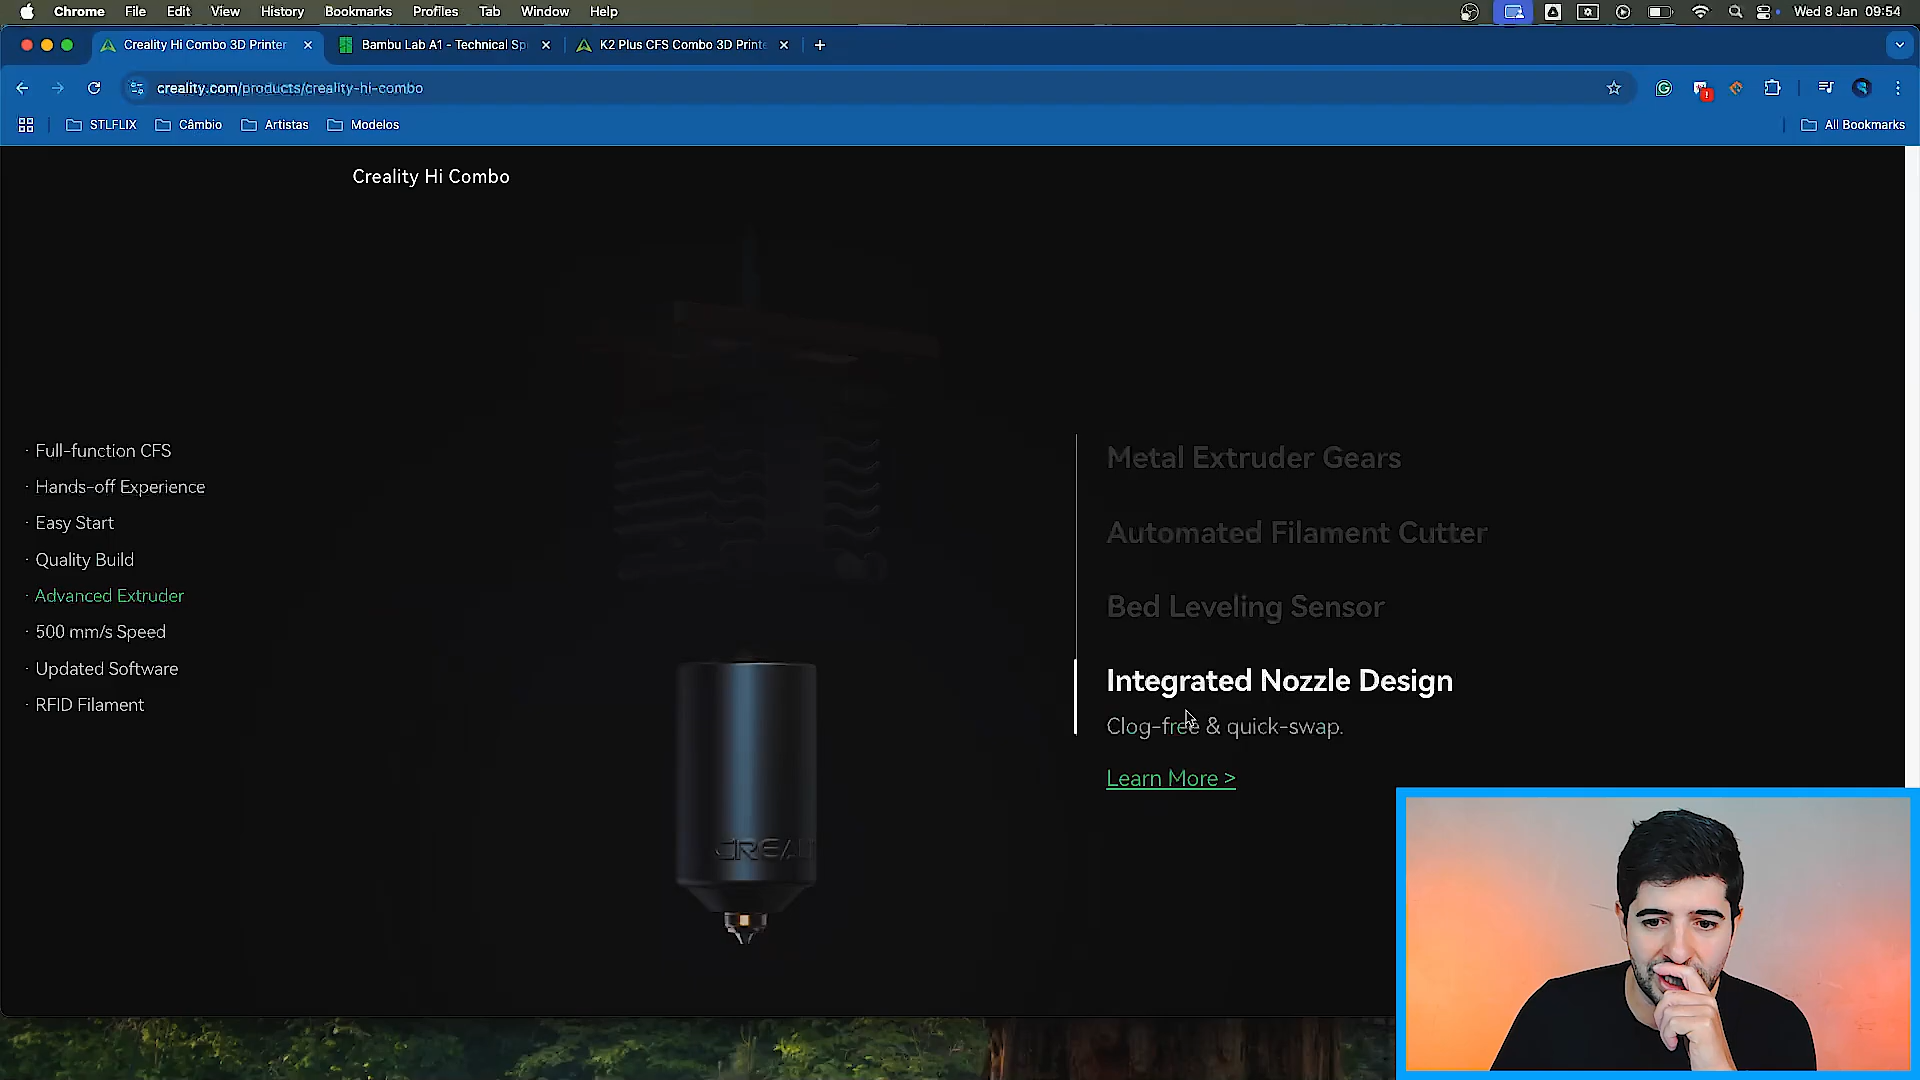 Chrome File Edit View History Bookmarks Profiles Tab Window Help Wed 8 Jan 09:54
Creality Hi Combo 3D Printer Bambu Lab A1 - Technical Sp K2 Plus CFS Combo 3D Printe
creality.com/products/creality-hi-combo
STLFLIX Câmbio Artistas Modelos All Bookmarks
Creality Hi Combo
· Full-function CFS
· Hands-off Experience
· Easy Start
· Quality Build
· Advanced Extruder
· 500 mm/s Speed
· Updated Software
· RFID Filament
Metal Extruder Gears
Automated Filament Cutter
Bed Leveling Sensor
Integrated Nozzle Design
Clog-free & quick-swap.
Learn More >
CREAL